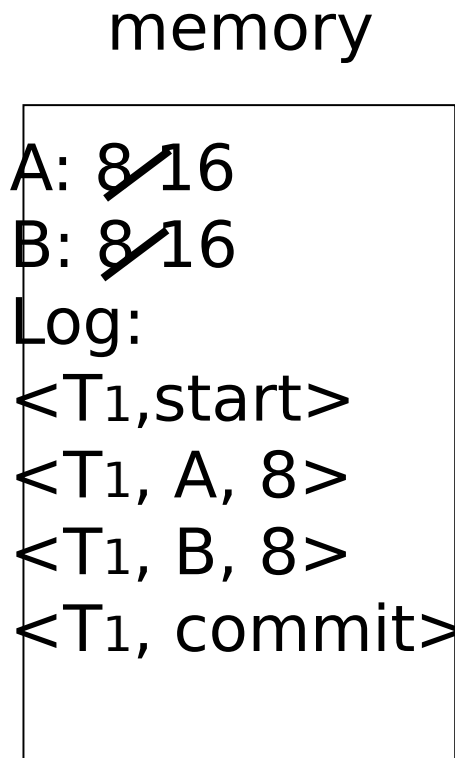 memory
A: 8 16
B: 8 16
Log:
<T1,start>
<T1, A, 8>
<T1, B, 8>
<T1, commit>